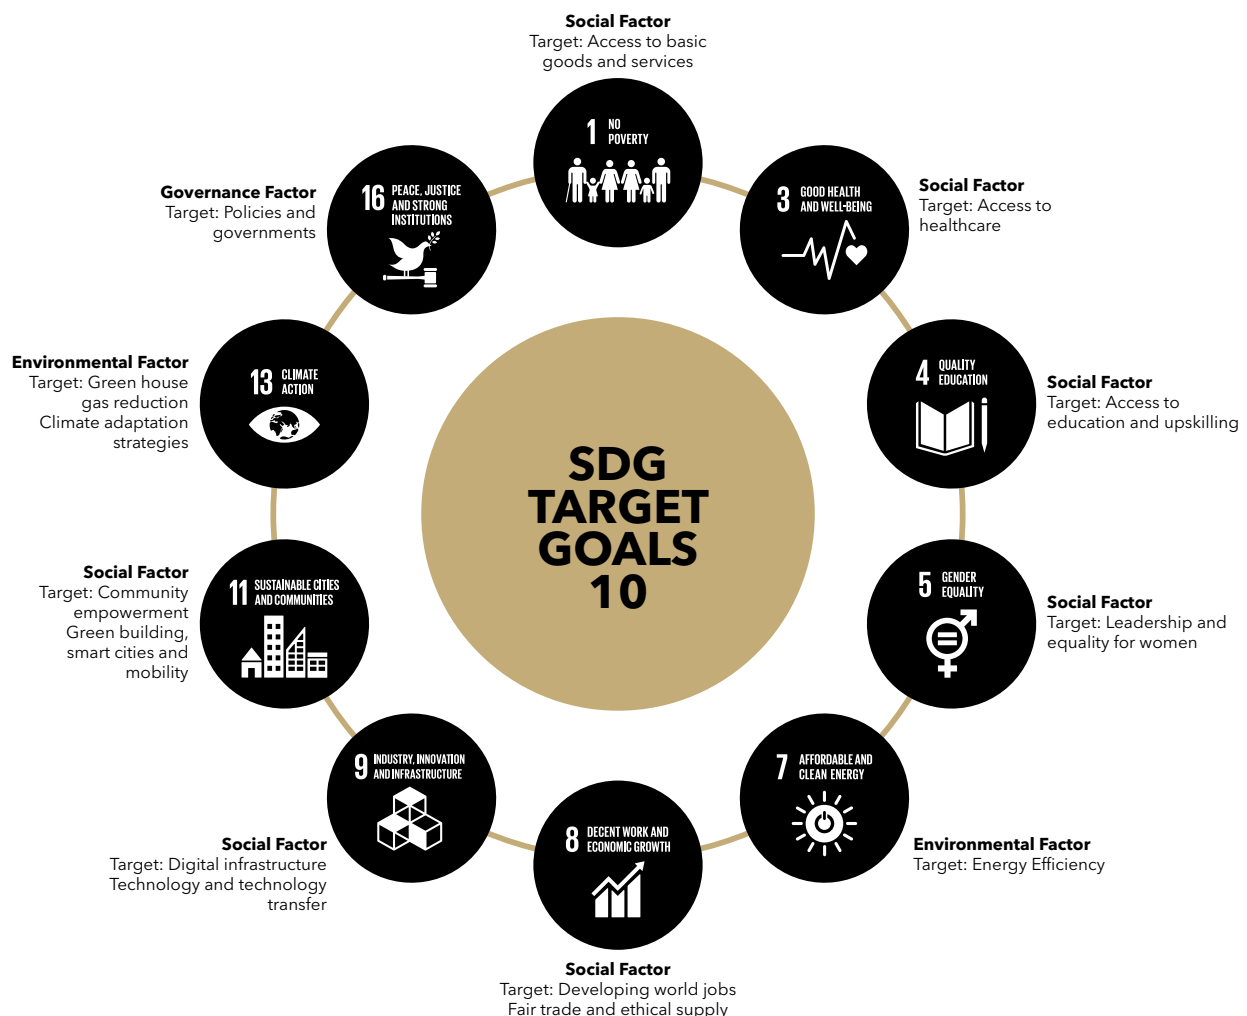 Social Factor
Target: Access to basic
goods and services
1 NO
POVERTY
3 GOOD HEALTH
AND WELL-BEING
Social Factor
Target: Access to
healthcare
4 QUALITY
EDUCATION
Social Factor
Target: Access to
education and upskilling
5 GENDER
EQUALITY
Social Factor
Target: Leadership and
equality for women
7 AFFORDABLE AND
CLEAN ENERGY
Environmental Factor
Target: Energy Efficiency
8 DECENT WORK AND
ECONOMIC GROWTH
Social Factor
Target: Developing world jobs
Fair trade and ethical supply
9 INDUSTRY, INNOVATION
AND INFRASTRUCTURE
Social Factor
Target: Digital infrastructure
Technology and technology
transfer
11 SUSTAINABLE CITIES
AND COMMUNITIES
Social Factor
Target: Community
empowerment
Green building,
smart cities and
mobility
13 CLIMATE
ACTION
Environmental Factor
Target: Green house
gas reduction
Climate adaptation
strategies
16 PEACE, JUSTICE
AND STRONG
INSTITUTIONS
Governance Factor
Target: Policies and
governments
SDG
TARGET
GOALS
10